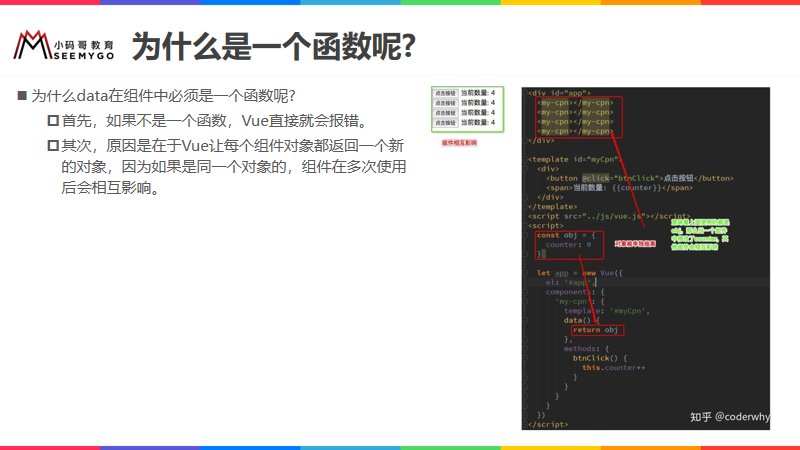 小码哥教育
SEEMYGO
为什么是一个函数呢?
为什么data在组件中必须是一个函数呢?
首先，如果不是一个函数，Vue直接就会报错。
其次，原因是在于Vue让每个组件对象都返回一个新
的对象，因为如果是同一个对象的，组件在多次使用
后会相互影响。
点击按钮 当前数量: 4
点击按钮 当前数量: 4
点击按钮 当前数量: 4
点击按钮 当前数量: 4
组件相互影响
<div id="app">
<my-cpn></my-cpn>
<my-cpn></my-cpn>
<my-cpn></my-cpn>
<my-cpn></my-cpn>
</div>
<template id="myCpn">
<div>
<button @click="btnClick">点击按钮</button>
<span>当前数量: {{counter}}</span>
</div>
</template>
<script src="../js/vue.js"></script>
<script>
const obj = {
counter: 0
}
let app = new Vue({
el: '#app',
components: {
'my-cpn': {
template: '#myCpn',
data() {
return obj
},
methods: {
btnClick() {
this.counter++
}
}
}
}
})
</script>
知乎 @coderwhy